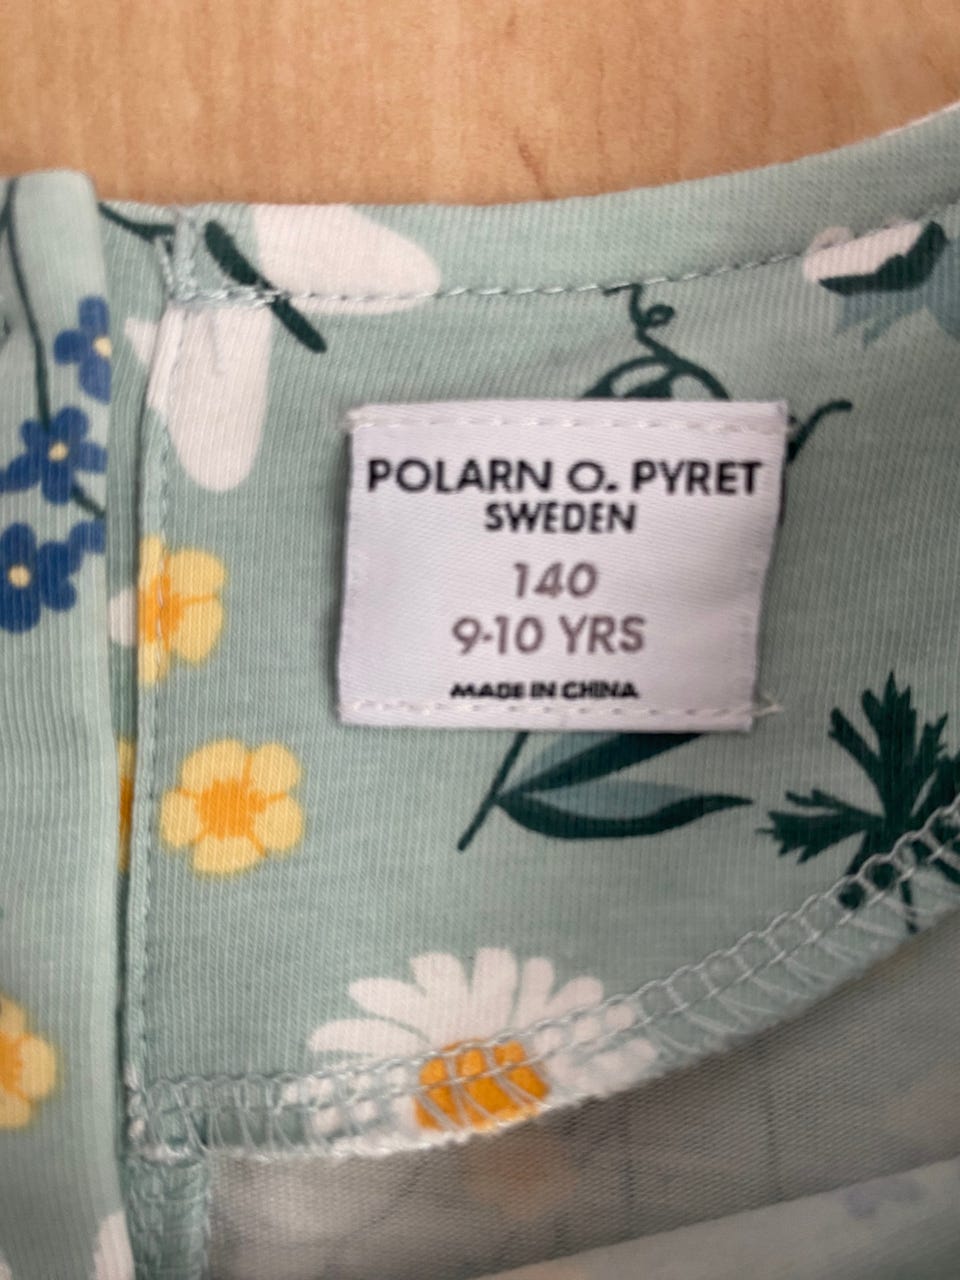 POLARN O. PYRET
SWEDEN
140
9-10 YRS
MADE IN CHINA